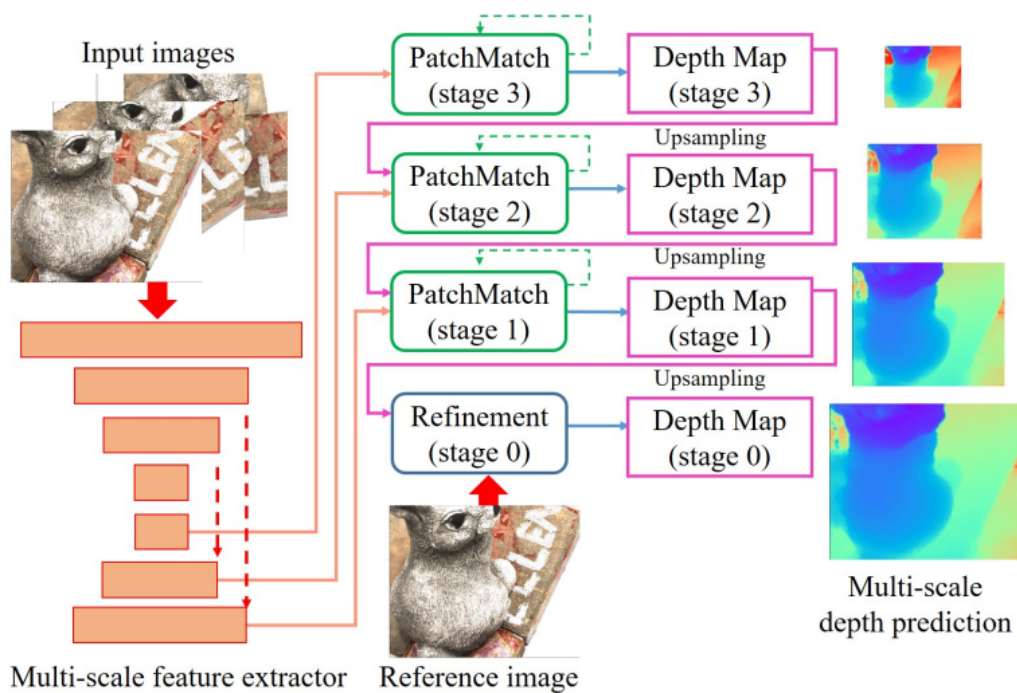 Input images
PatchMatch
(stage 3)
Depth Map
(stage 3)
Upsampling
PatchMatch
(stage 2)
Depth Map
(stage 2)
Upsampling
PatchMatch
(stage 1)
Depth Map
(stage 1)
Upsampling
Refinement
(stage 0)
Depth Map
(stage 0)
Multi-scale feature extractor
Reference image
Multi-scale
depth prediction